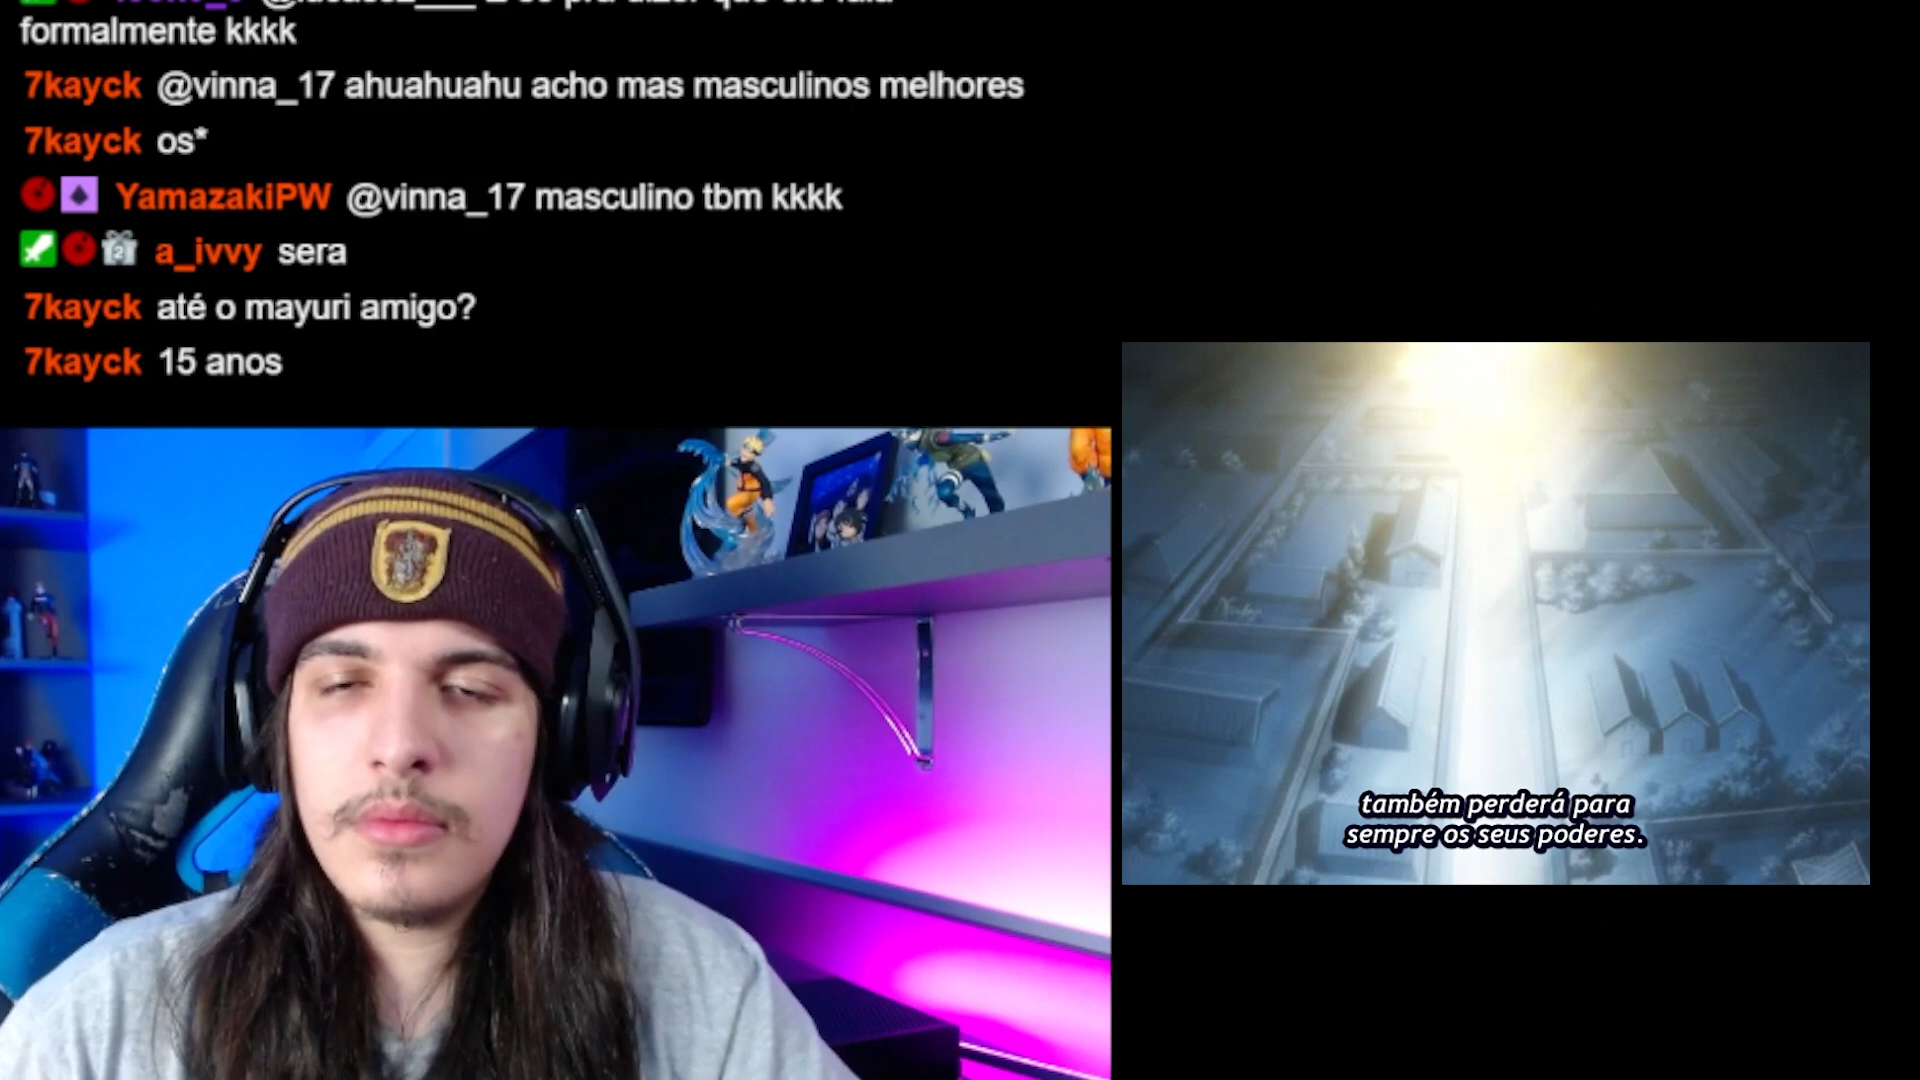 formalmente kkkk
7kayck @vinna_17 ahuahuahu acho mas masculinos melhores
7kayck os*
YamazakiPW @vinna_17 masculino tbm kkkk
2 a_ivvy sera
7kayck até o mayuri amigo?
7kayck 15 anos
também perderá para
sempre os seus poderes.